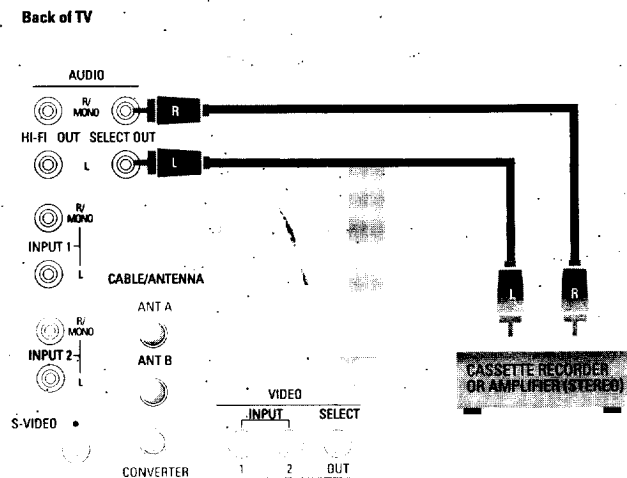 Back of TV
AUDIO
R/
MONO
R
HI-FI OUT SELECT OUT
L
L
R/
MONO
INPUT 1
L
CABLE/ANTENNA
ANT A
L
R
R/
MONO
INPUT 2
ANT B
L
CASSETTE RECORDER
OR AMPLIFIER (STEREO)
VIDEO
INPUT
SELECT
S-VIDEO
CONVERTER
1
2
OUT